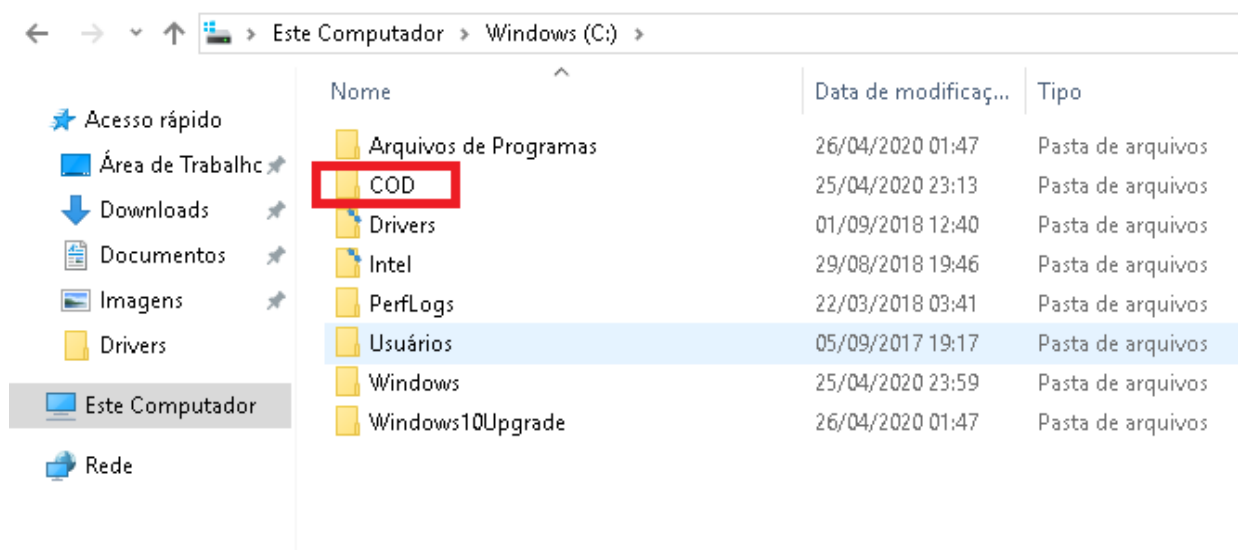 Este Computador > Windows (C:) >
Nome Data de modificaç... Tipo
Acesso rápido
Área de Trabalhc
Downloads
Documentos
Imagens
Drivers
Este Computador
Rede
Arquivos de Programas 26/04/2020 01:47 Pasta de arquivos
COD 25/04/2020 23:13 Pasta de arquivos
Drivers 01/09/2018 12:40 Pasta de arquivos
Intel 29/08/2018 19:46 Pasta de arquivos
PerfLogs 22/03/2018 03:41 Pasta de arquivos
Usuários 05/09/2017 19:17 Pasta de arquivos
Windows 25/04/2020 23:59 Pasta de arquivos
Windows10Upgrade 26/04/2020 01:47 Pasta de arquivos